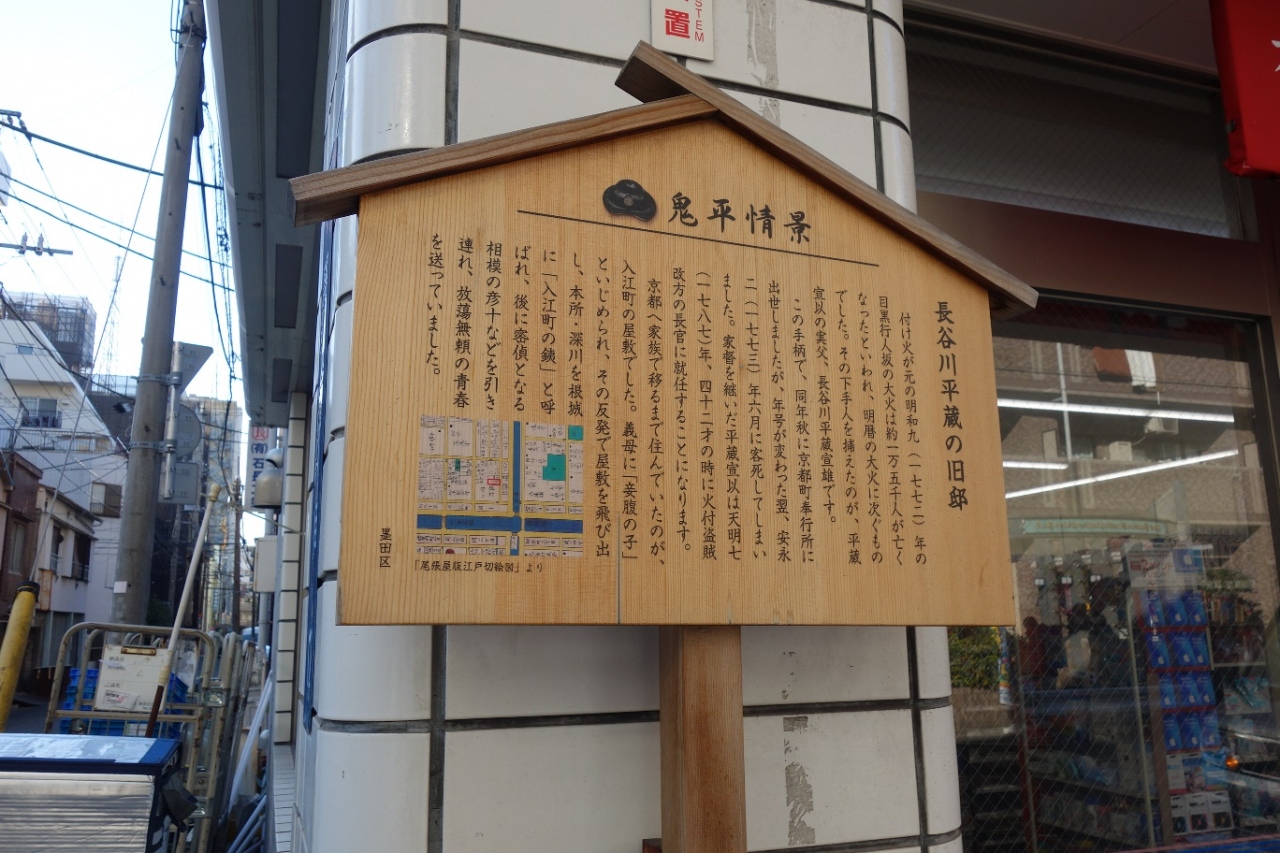 置
STEM
鬼平情景
長谷川平蔵の旧邸
付け火が元の明和九（一七七二）年の
目黒行人坂の大火は約一万五千人が亡く
なったといわれ、明暦の大火に次ぐもの
でした。その下手人を捕えたのが、平蔵
宣以の実父、長谷川平蔵宣雄です。
この手柄で、同年秋に京都町奉行所に
出世しましたが、年号が変わった翌、安永
二（一七七三）年六月に客死してしまい
ました。家督を継いだ平蔵宣以は天明七
（一七八七）年、四十二才の時に火付盗賊
改方の長官に就任することになります。
京都へ家族で移るまで住んでいたのが、
入江町の屋敷でした。義母に「妾腹の子」
といじめられ、その反発で屋敷を飛び出
し、本所・深川を根城
に「入江町の銕」と呼
ばれ、後に密偵となる
相模の彦十などを引き
連れ、放蕩無頼の青春
を送っていました。
「尾張屋版江戸切絵図」より
墨田区